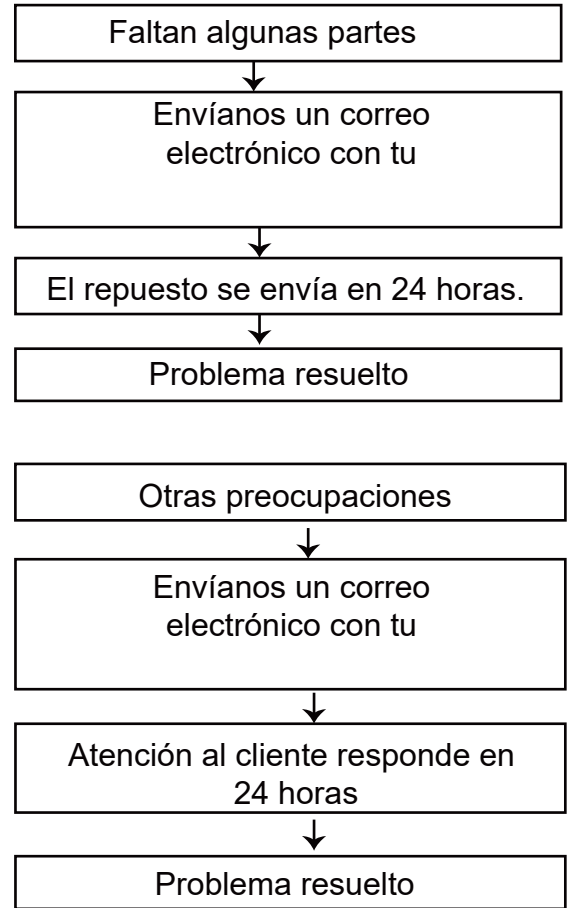 Faltan algunas partes
Envíanos un correo
electrónico con tu
El repuesto se envía en 24 horas.
Problema resuelto
Otras preocupaciones
Envíanos un correo
electrónico con tu
Atención al cliente responde en
24 horas
Problema resuelto